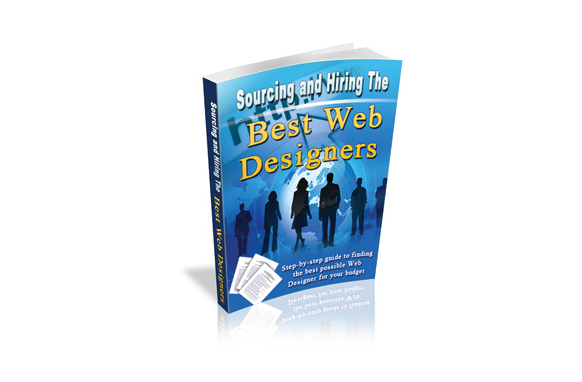 Sourcing and Hiring The
Best Web
Designers
Step-by-step guide to finding
the best possible Web
Designer for your budget
Sourcing and Hiring The Best Web Designers
http: